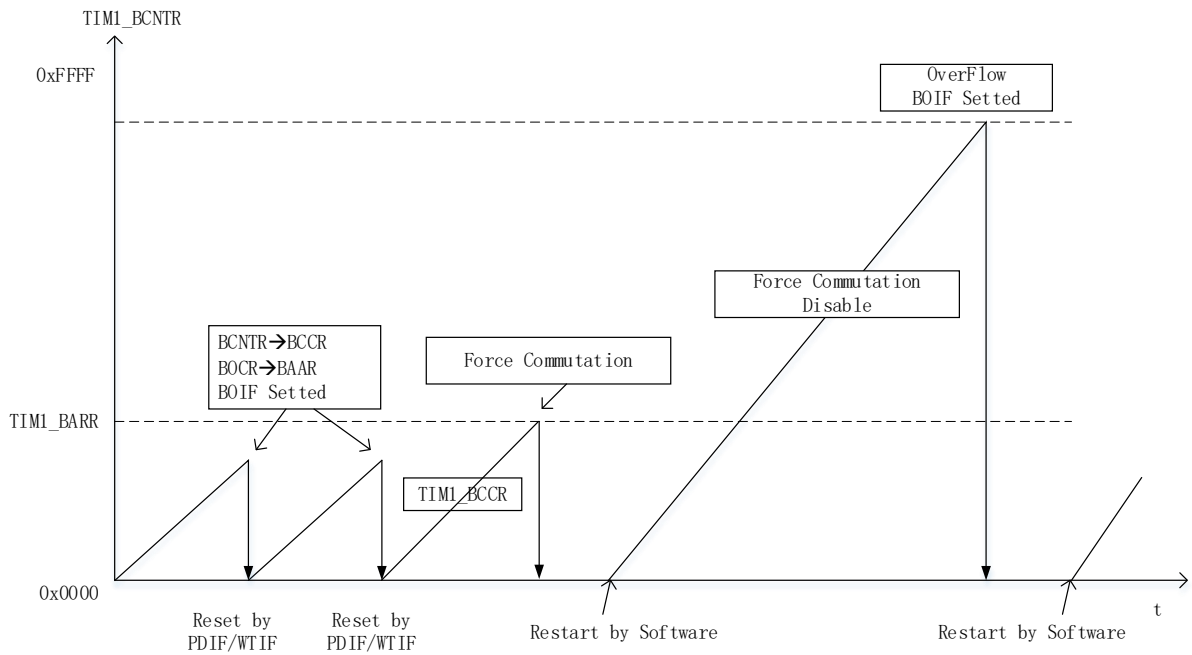 TIM1_BCNTR
0xFFFF
OverFlow
BOIF Setted
Force Commutation
Disable
BCNTR→BCCR
BOCR→BAAR
BOIF Setted
Force Commutation
TIM1_BARR
TIM1_BCCR
0x0000
Reset by
PDIF/WTIF
Reset by
PDIF/WTIF
Restart by Software
Restart by Software
t